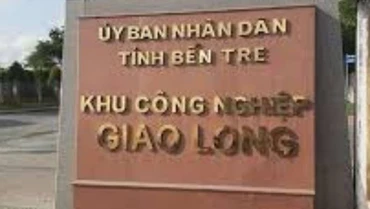 ỦY BAN NHÂN DÂN
TỈNH BẾN TRE
KHU CÔNG NGHIỆP
GIAO LONG